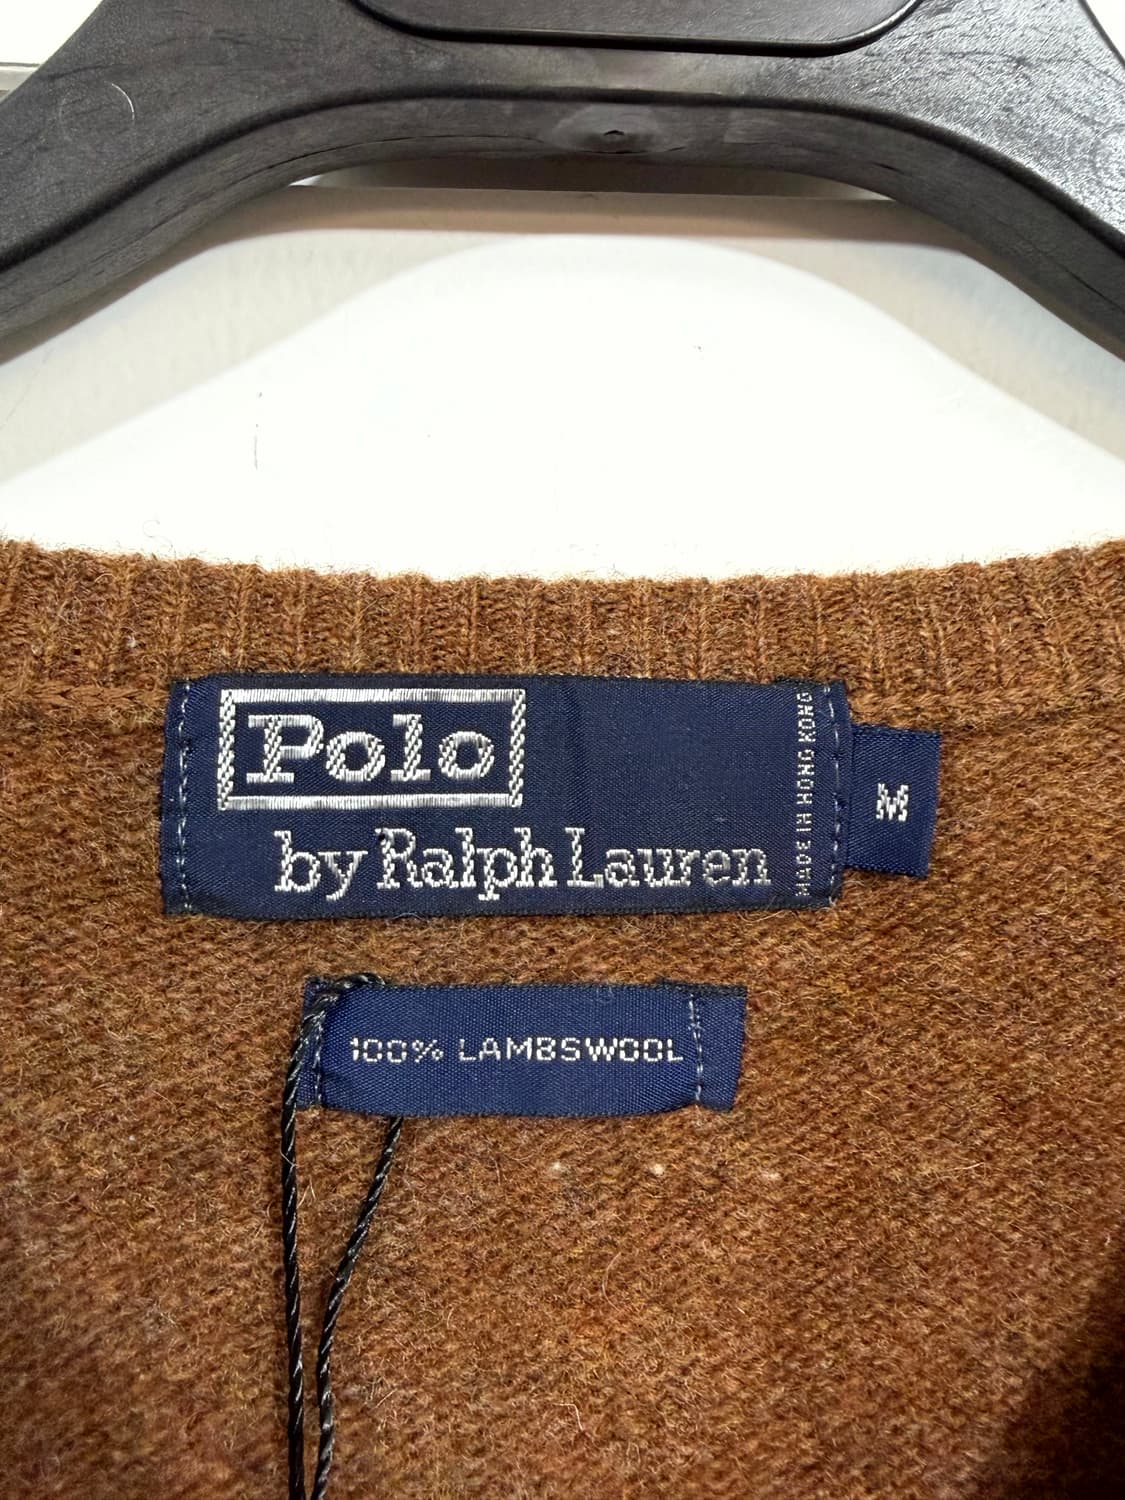 Polo
by Ralph Lauren
MADE IN HONG KONG
M
100% LAMBSWOOL